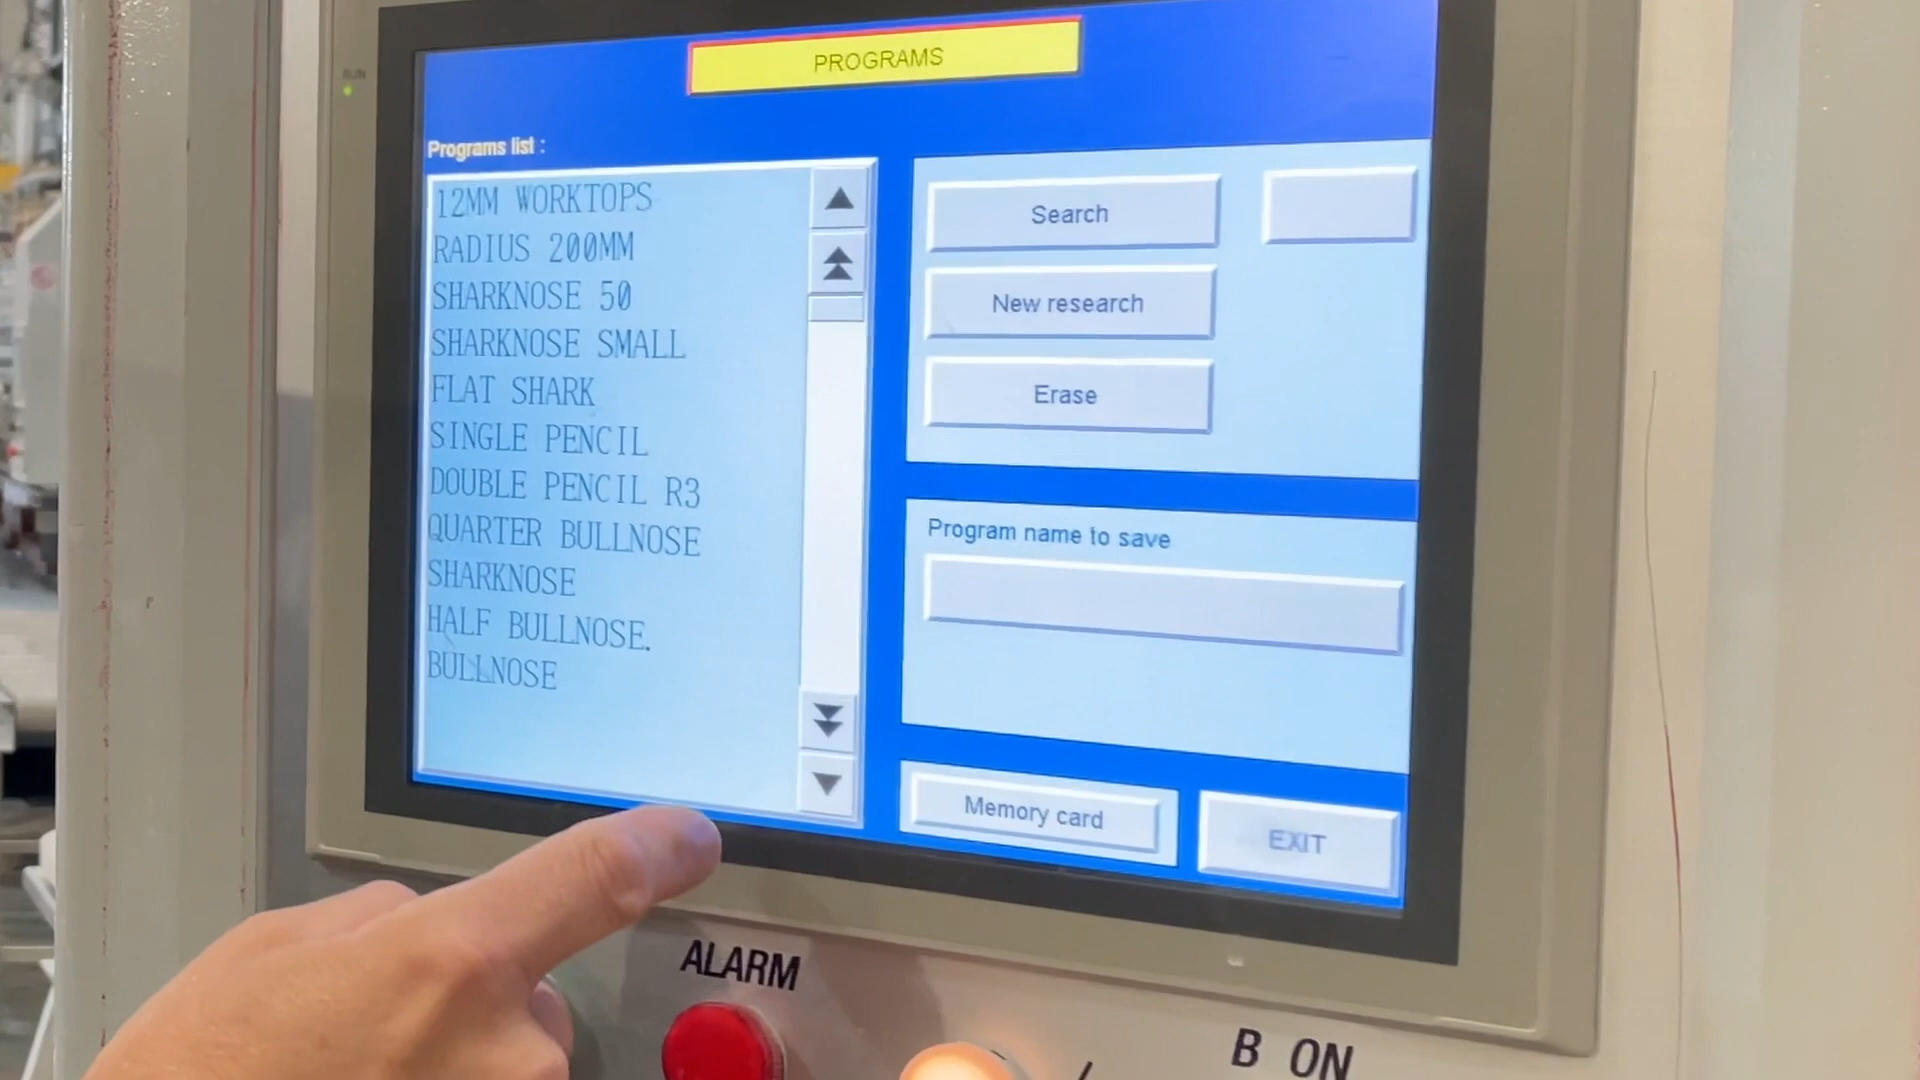 RUN
PROGRAMS
Programs list :
12MM WORKTOPS
RADIUS 200MM
SHARKNOSE 50
SHARKNOSE SMALL
FLAT SHARK
SINGLE PENCIL
DOUBLE PENCIL R3
QUARTER BULLNOSE
SHARKNOSE
HALF BULLNOSE.
BULLNOSE
Search
New research
Erase
Program name to save
Memory card
EXIT
ALARM
B ON